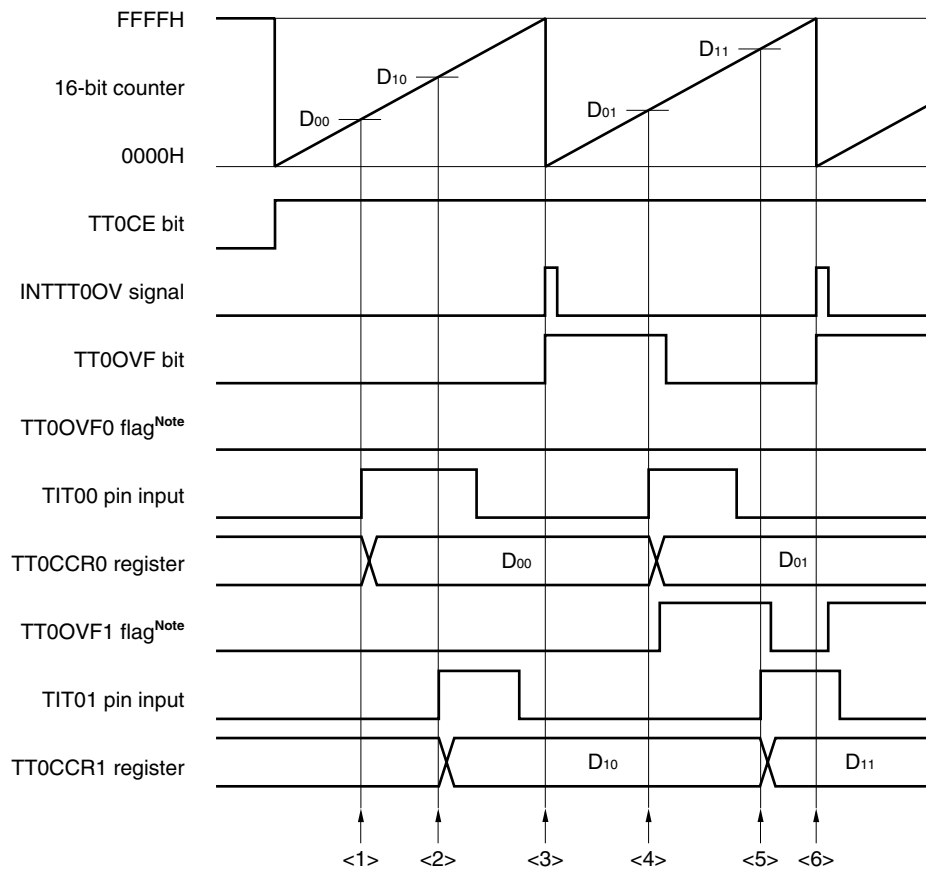 FFFFH
D11
D10
16-bit counter
D01
D00
0000H
TT0CE bit
INTTT0OV signal
TT0OVF bit
TT0OVF0 flagNote
TIT00 pin input
TT0CCR0 register
D00
D01
TT0OVF1 flagNote
TIT01 pin input
TT0CCR1 register
D10
D11
<1> <2> <3> <4> <5> <6>